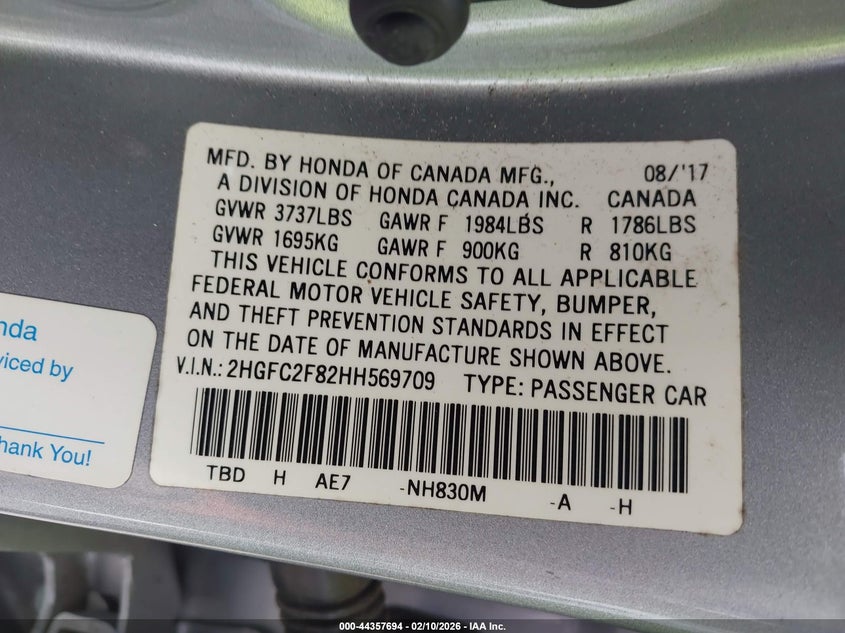 MFD. BY HONDA OF CANADA MFG., 08/'17
A DIVISION OF HONDA CANADA INC. CANADA
GVWR 3737LBS GAWR F 1984LBS R 1786LBS
GVWR 1695KG GAWR F 900KG R 810KG
THIS VEHICLE CONFORMS TO ALL APPLICABLE
FEDERAL MOTOR VEHICLE SAFETY, BUMPER,
AND THEFT PREVENTION STANDARDS IN EFFECT
ON THE DATE OF MANUFACTURE SHOWN ABOVE.
V.I.N.: 2HGFC2F82HH569709 TYPE: PASSENGER CAR
TBD H AE7 -NH830M -A -H
nda
viced by
hank You!
000-44357694 - 02/10/2026 - IAA Inc.